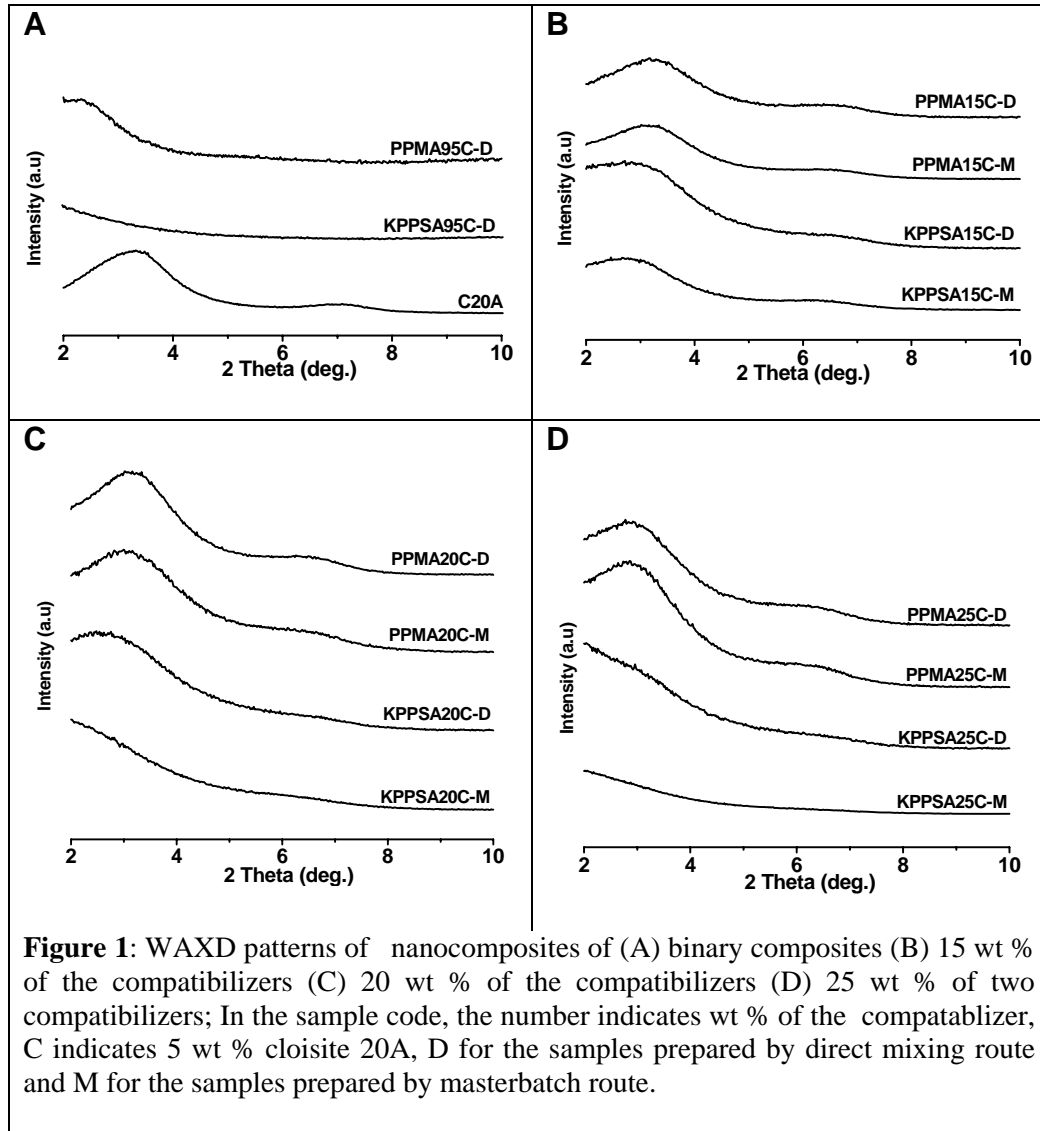 A
PPMA95C-D
KPPSA95C-D
C20A
Intensity (a.u)
2 4 6 8 10
2 Theta (deg.)
B
PPMA15C-D
PPMA15C-M
KPPSA15C-D
KPPSA15C-M
Intensity (a.u)
2 4 6 8 10
2 Theta (deg.)
C
PPMA20C-D
PPMA20C-M
KPPSA20C-D
KPPSA20C-M
Intensity (a.u)
2 4 6 8 10
2 Theta (deg.)
D
PPMA25C-D
PPMA25C-M
KPPSA25C-D
KPPSA25C-M
Intensity (a.u)
2 4 6 8 10
2 Theta (deg.)
Figure 1: WAXD patterns of nanocomposites of (A) binary composites (B) 15 wt %
of the compatibilizers (C) 20 wt % of the compatibilizers (D) 25 wt % of two
compatibilizers; In the sample code, the number indicates wt % of the compatablizer,
C indicates 5 wt % cloisite 20A, D for the samples prepared by direct mixing route
and M for the samples prepared by masterbatch route.